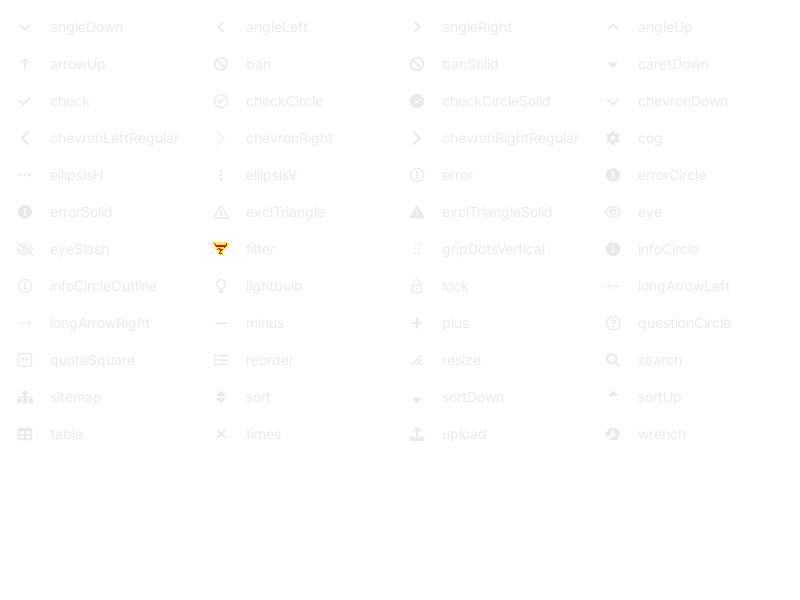 angleDown angleLeft angleRight angleUp
arrowUp ban banSolid caretDown
check checkCircle checkCircleSolid chevronDown
chevronLeftRegular chevronRight chevronRightRegular cog
ellipsisH ellipsisV error errorCircle
errorSolid exclTriangle exclTriangleSolid eye
eyeSlash filter gripDotsVertical infoCircle
infoCircleOutline lightbulb lock longArrowLeft
longArrowRight minus plus questionCircle
quoteSquare reorder resize search
sitemap sort sortDown sortUp
table times upload wrench